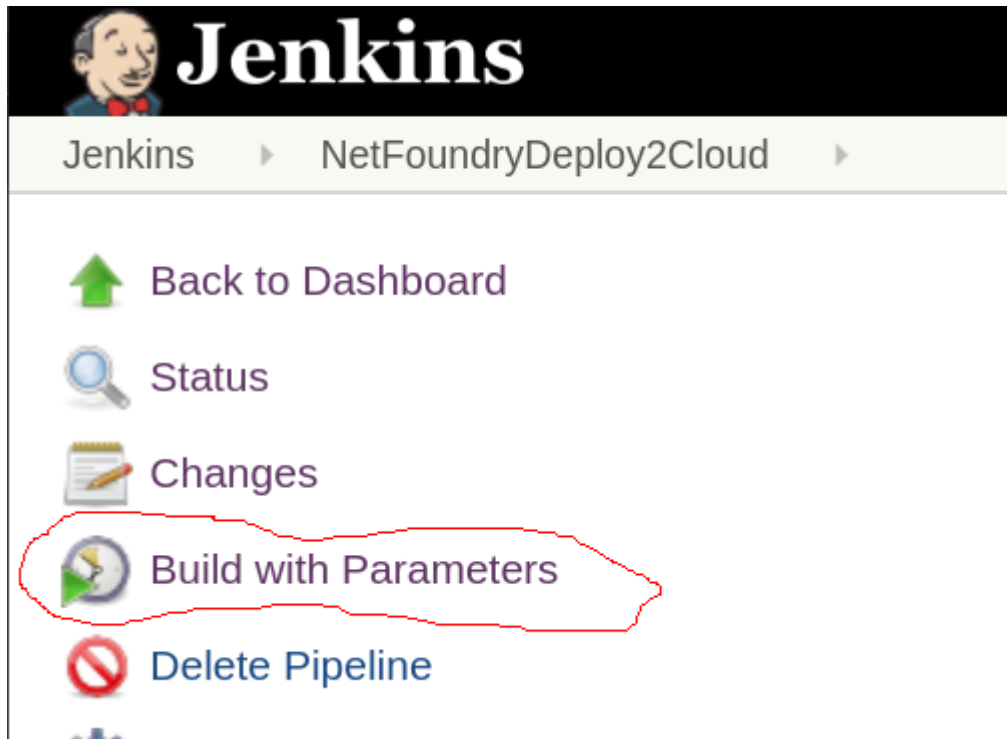 Jenkins
Jenkins NetFoundryDeploy2Cloud
Back to Dashboard
Status
Changes
Build with Parameters
Delete Pipeline